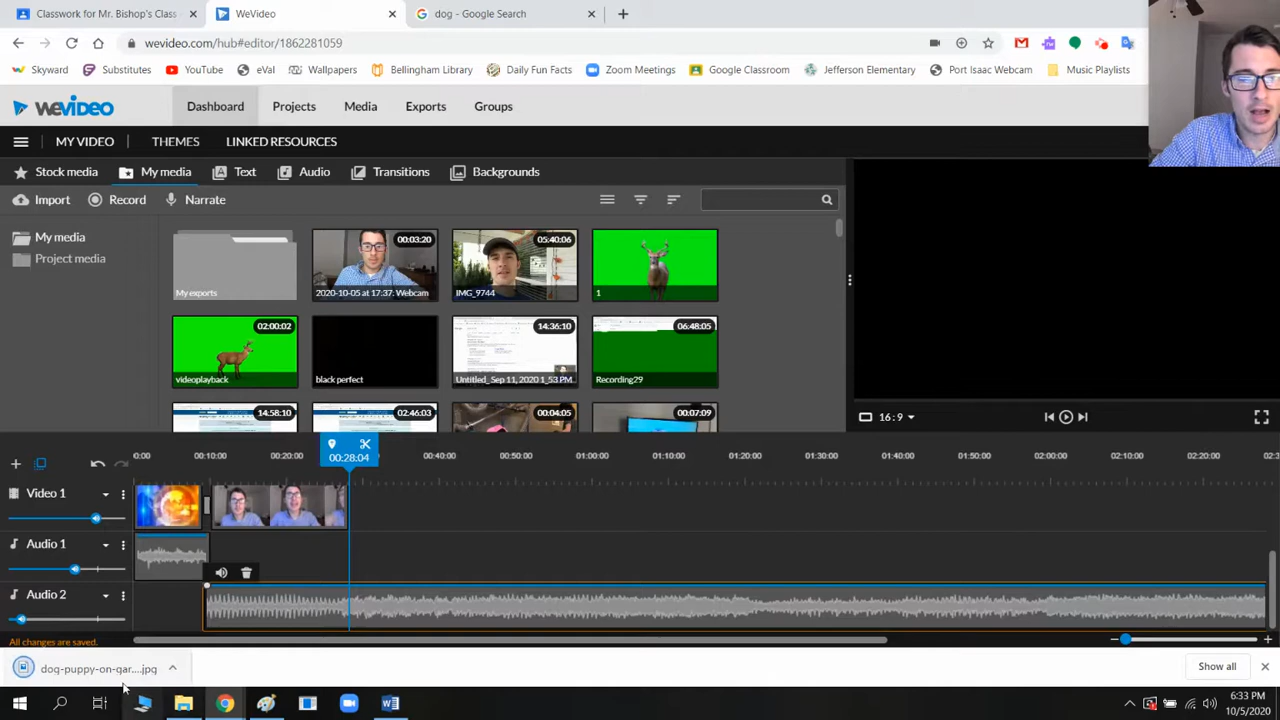 Classwork for Mr. Bishop's Class
WeVideo
dog - Google Search
wevideo.com/hub#editor/1862281059
Skyward
Substitutes
YouTube
eVal
Wallpapers
Bellingham Library
Daily Fun Facts
Zoom Meetings
Google Classroom
Jefferson Elementary
Port Isaac Webcam
Music Playlists
WEVIDEO
Dashboard
Projects
Media
Exports
Groups
MY VIDEO
THEMES
LINKED RESOURCES
Stock media
My media
Text
Audio
Transitions
Backgrounds
Import
Record
Narrate
My media
Project media
My exports
00:03:20
2020-10-05 at 17:37: Webcam
05:40:06
IMG_9744
1
02:00:02
videoplayback
black perfect
14:36:10
Untitled_ Sep 11, 2020 1_53 PM
06:48:05
Recording29
14:58:10
02:46:03
00:04:05
00:07:09
16:9
0:00
00:10:00
00:20:00
00:28:04
00:40:00
00:50:00
01:00:00
01:10:00
01:20:00
01:30:00
01:40:00
01:50:00
02:00:00
02:10:00
02:20:00
02:3
Video 1
Audio 1
Audio 2
All changes are saved.
dog-puppy-on-gar....jpg
Show all
6:33 PM
10/5/2020